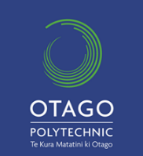 OTAGO
POLYTECHNIC
Te Kura Matatini ki Otago